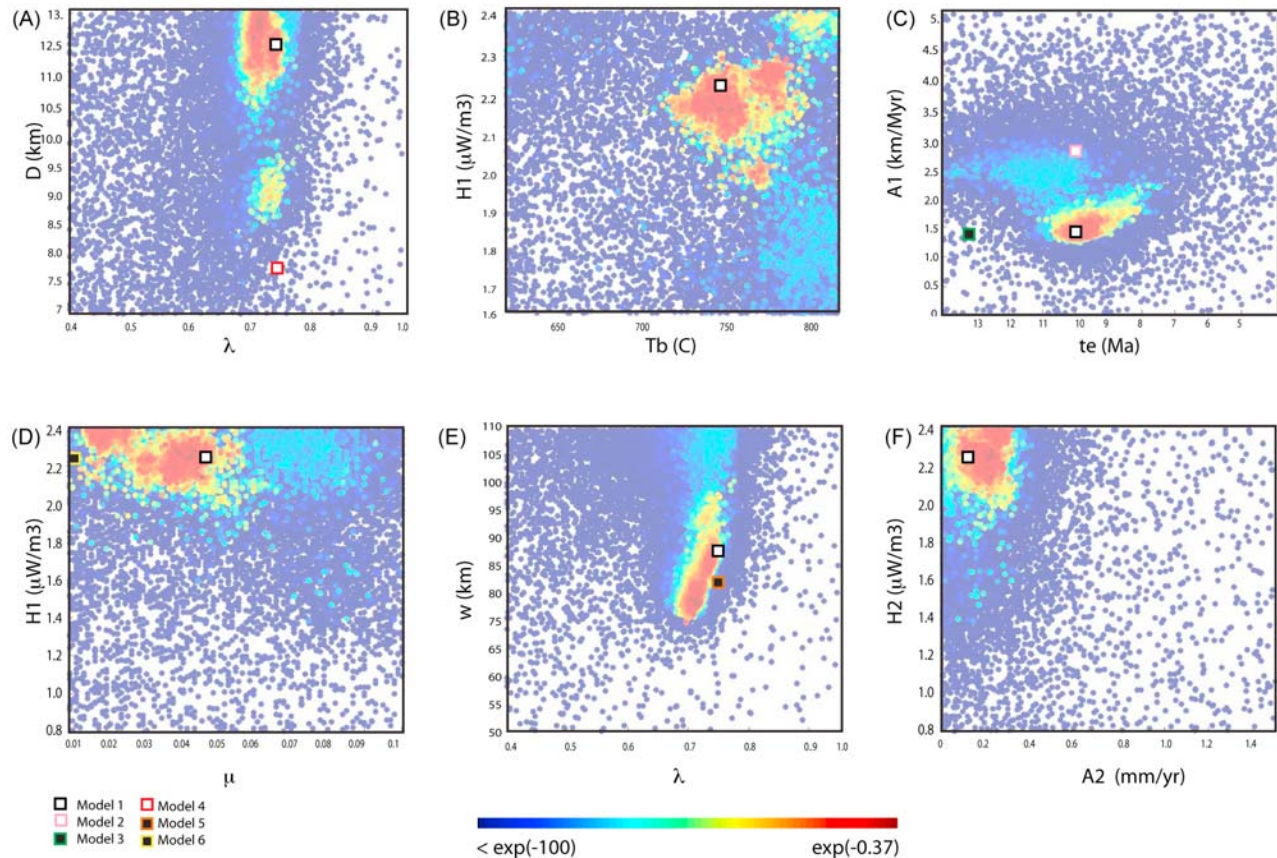 (A)
13.
12.5
11.5
11.0
10.5
10.0
9.5
9.0
8.5
8.0
7.5
7
D (km)
0.4 0.6 0.7 0.8 0.9 1.0
λ
(B)
2.4
2.3
2.2
2.1
2.0
1.9
1.8
1.7
1.6
H1 (μW/m3)
650 700 750 800
Tb (C)
(C)
5.
4.5
4.0
3.5
3.0
2.5
2.0
1.5
1.0
0.5
0
A1 (km/Myr)
13 12 11 10 9 8 7 6 5
te (Ma)
(D)
2.4
2.2
2.0
1.8
1.6
1.4
1.2
1.0
0.8
H1 (μW/m3)
0.01 0.02 0.03 0.04 0.05 0.06 0.07 0.08 0.09 0.1
μ
(E)
110
100
95
90
85
80
75
65
60
50
w (km)
0.4 0.5 0.6 0.7 0.8 0.9 1.0
λ
(F)
2.4
2.2
2.0
1.8
1.6
1.4
1.2
1.0
0.8
H2 (μW/m3)
0 0.2 0.4 0.6 0.8 1.0 1.2 1.4
A2 (mm/yr)
Model 1 Model 4
Model 2 Model 5
Model 3 Model 6
< exp(-100) exp(-0.37)